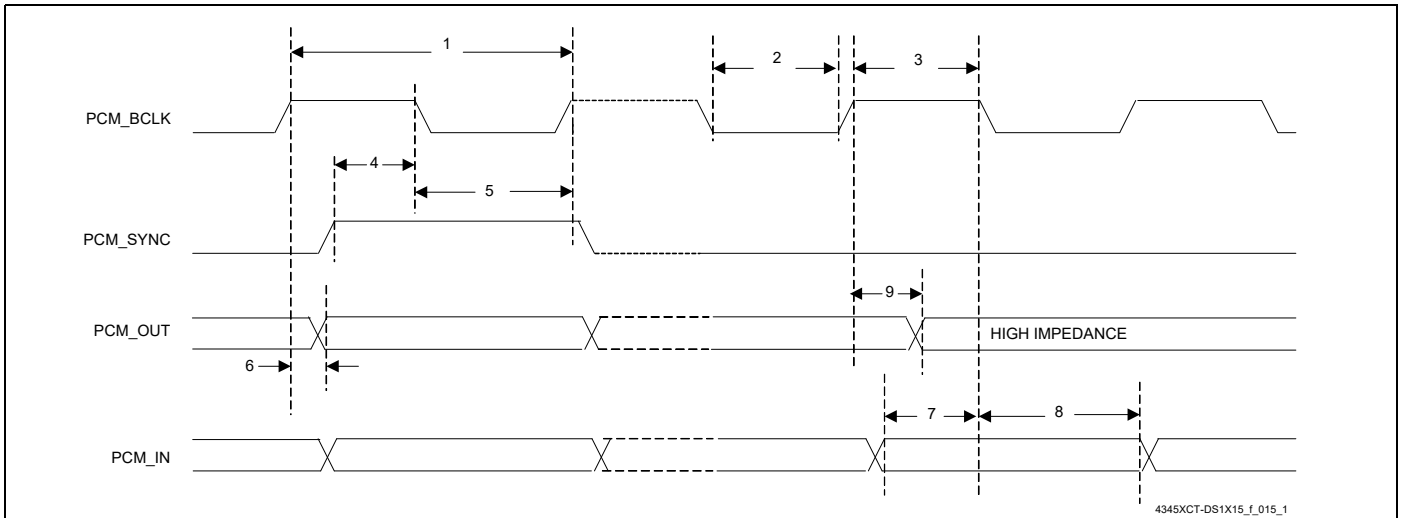 1
2
3
PCM_BCLK
4
5
PCM_SYNC
9
PCM_OUT
HIGH IMPEDANCE
6
7
8
PCM_IN
4345XCT-DS1X15_f_015_1